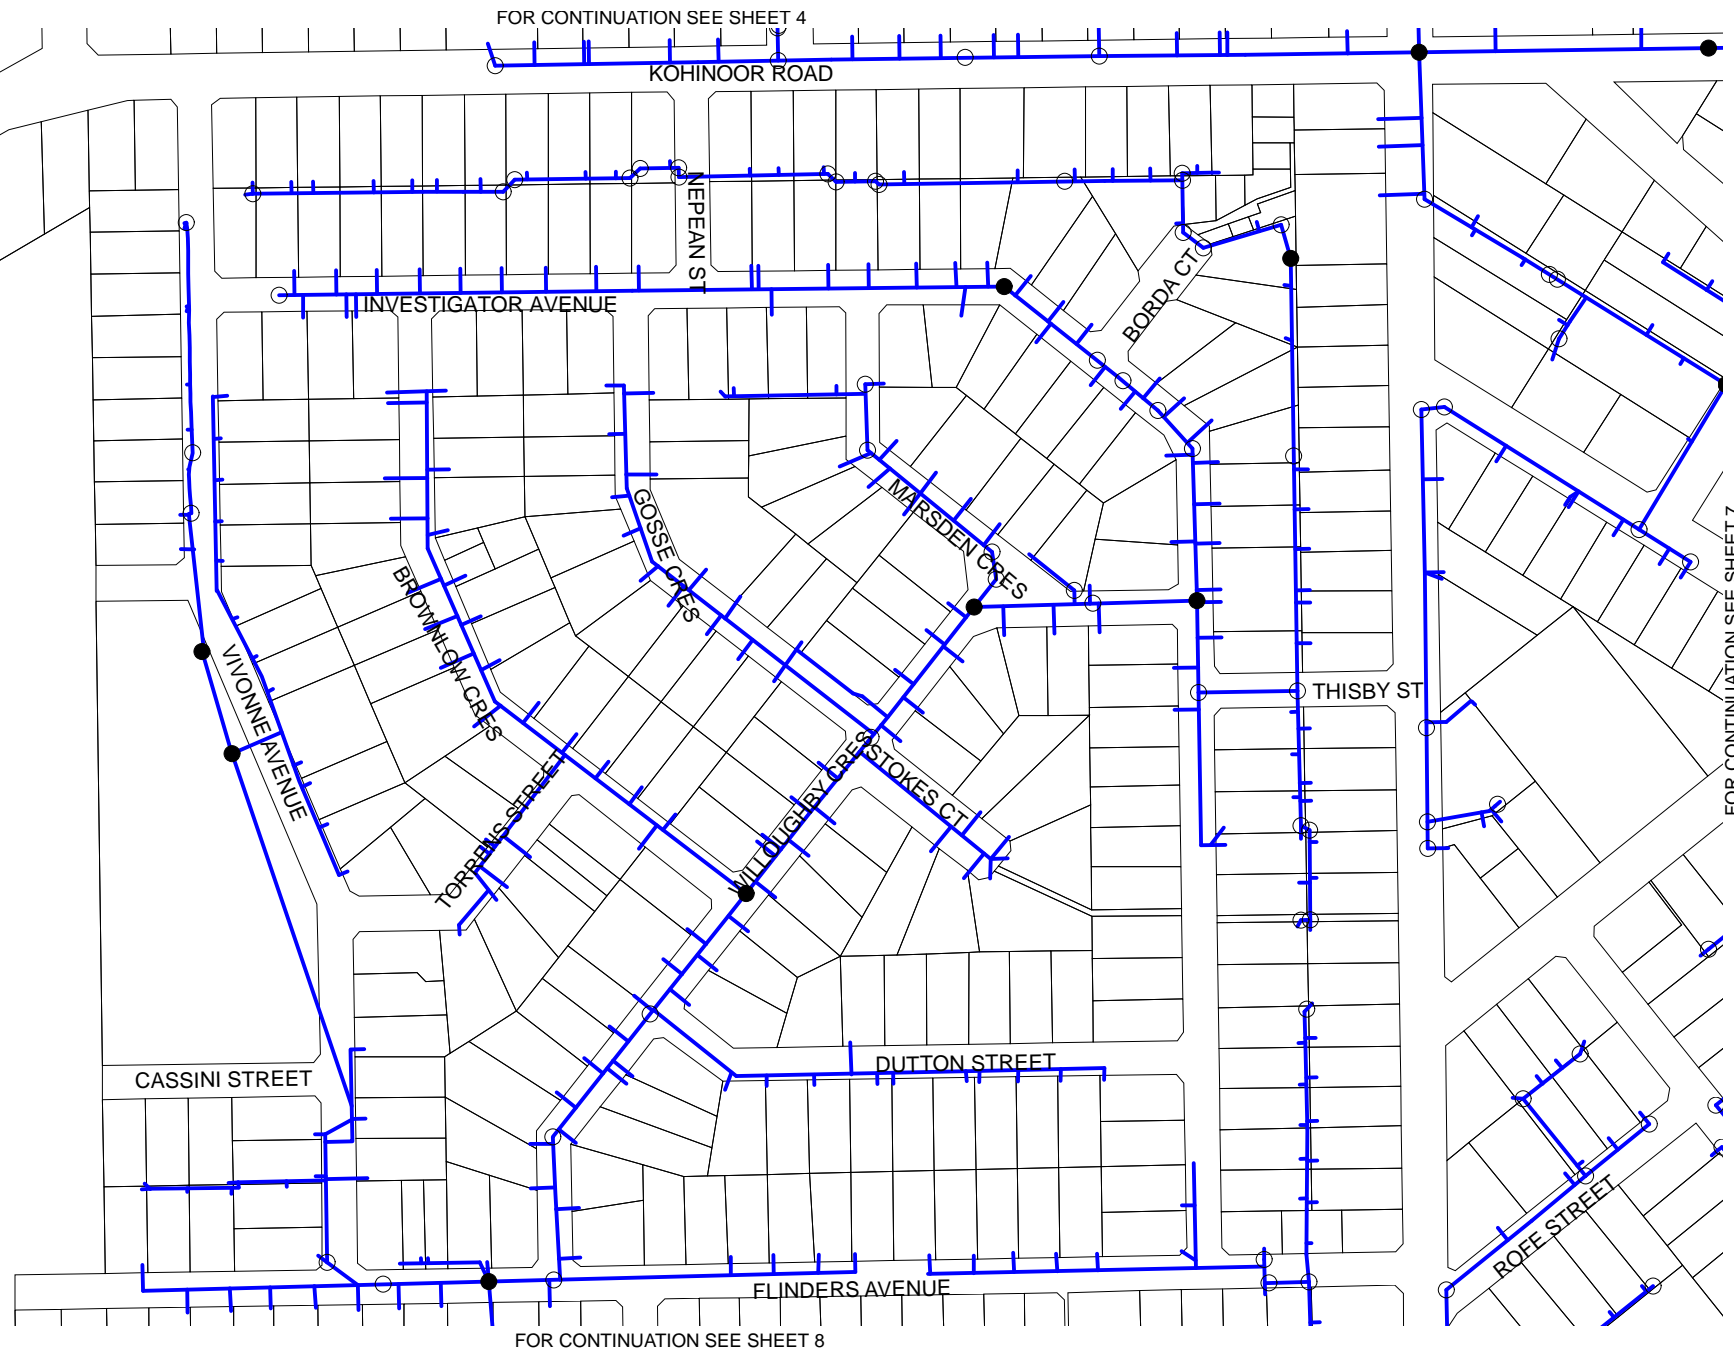 FOR CONTINUATION SEE SHEET 4
KOHINOOR ROAD
NEPEAN ST
INVESTIGATOR AVENUE
BORDA CT
MARSDEN CRES
GOSSE CRES
BROWNLOW CRES
VIVONNE AVENUE
TORRENS STREET
WILLOUGHBY CRES
STOKES CT
THISBY ST
FOR CONTINUATION SEE SHEET 7
DUTTON STREET
CASSINI STREET
ROFE STREET
FLINDERS AVENUE
FOR CONTINUATION SEE SHEET 8